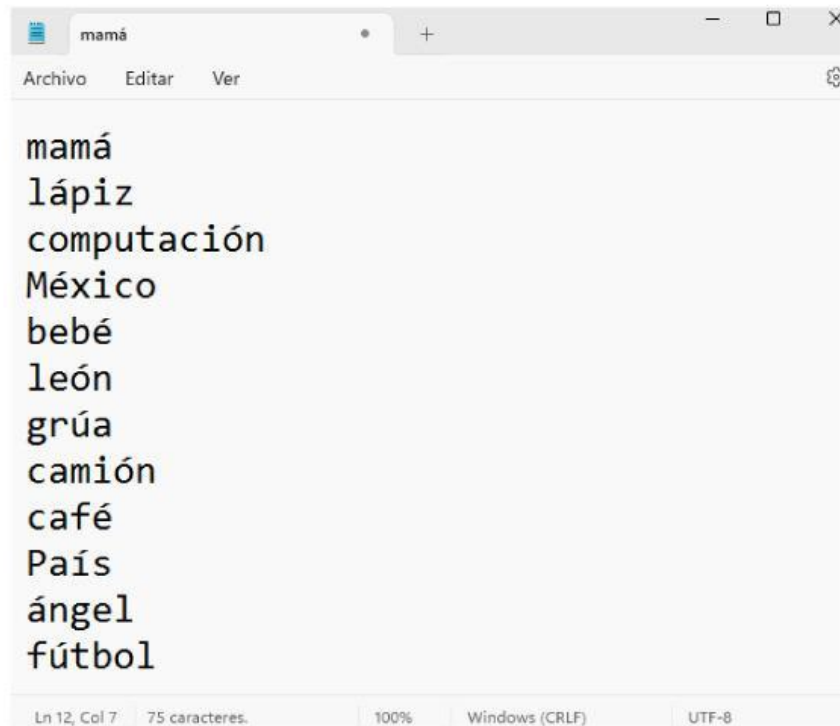 mamá
Archivo Editar Ver
mamá
lápiz
computación
México
bebé
león
grúa
camión
café
País
ángel
fútbol
Ln 12, Col 7 75 caracteres. 100% Windows (CRLF) UTF-8